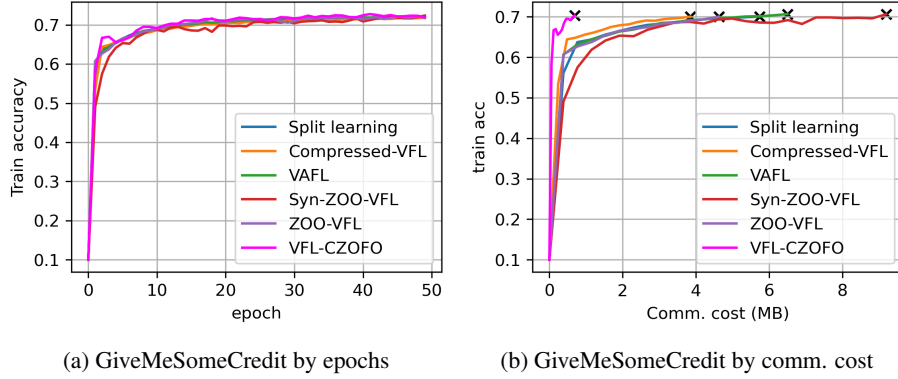 Train accuracy
0.7
0.6
0.5
0.4
0.3
0.2
0.1
0
10
20
30
40
50
epoch
Split learning
Compressed-VFL
VAFL
Syn-ZOO-VFL
ZOO-VFL
VFL-CZOFO
(a) GiveMeSomeCredit by epochs
train acc
0.7
0.6
0.5
0.4
0.3
0.2
0.1
0
2
4
6
8
Comm. cost (MB)
Split learning
Compressed-VFL
VAFL
Syn-ZOO-VFL
ZOO-VFL
VFL-CZOFO
(b) GiveMeSomeCredit by comm. cost